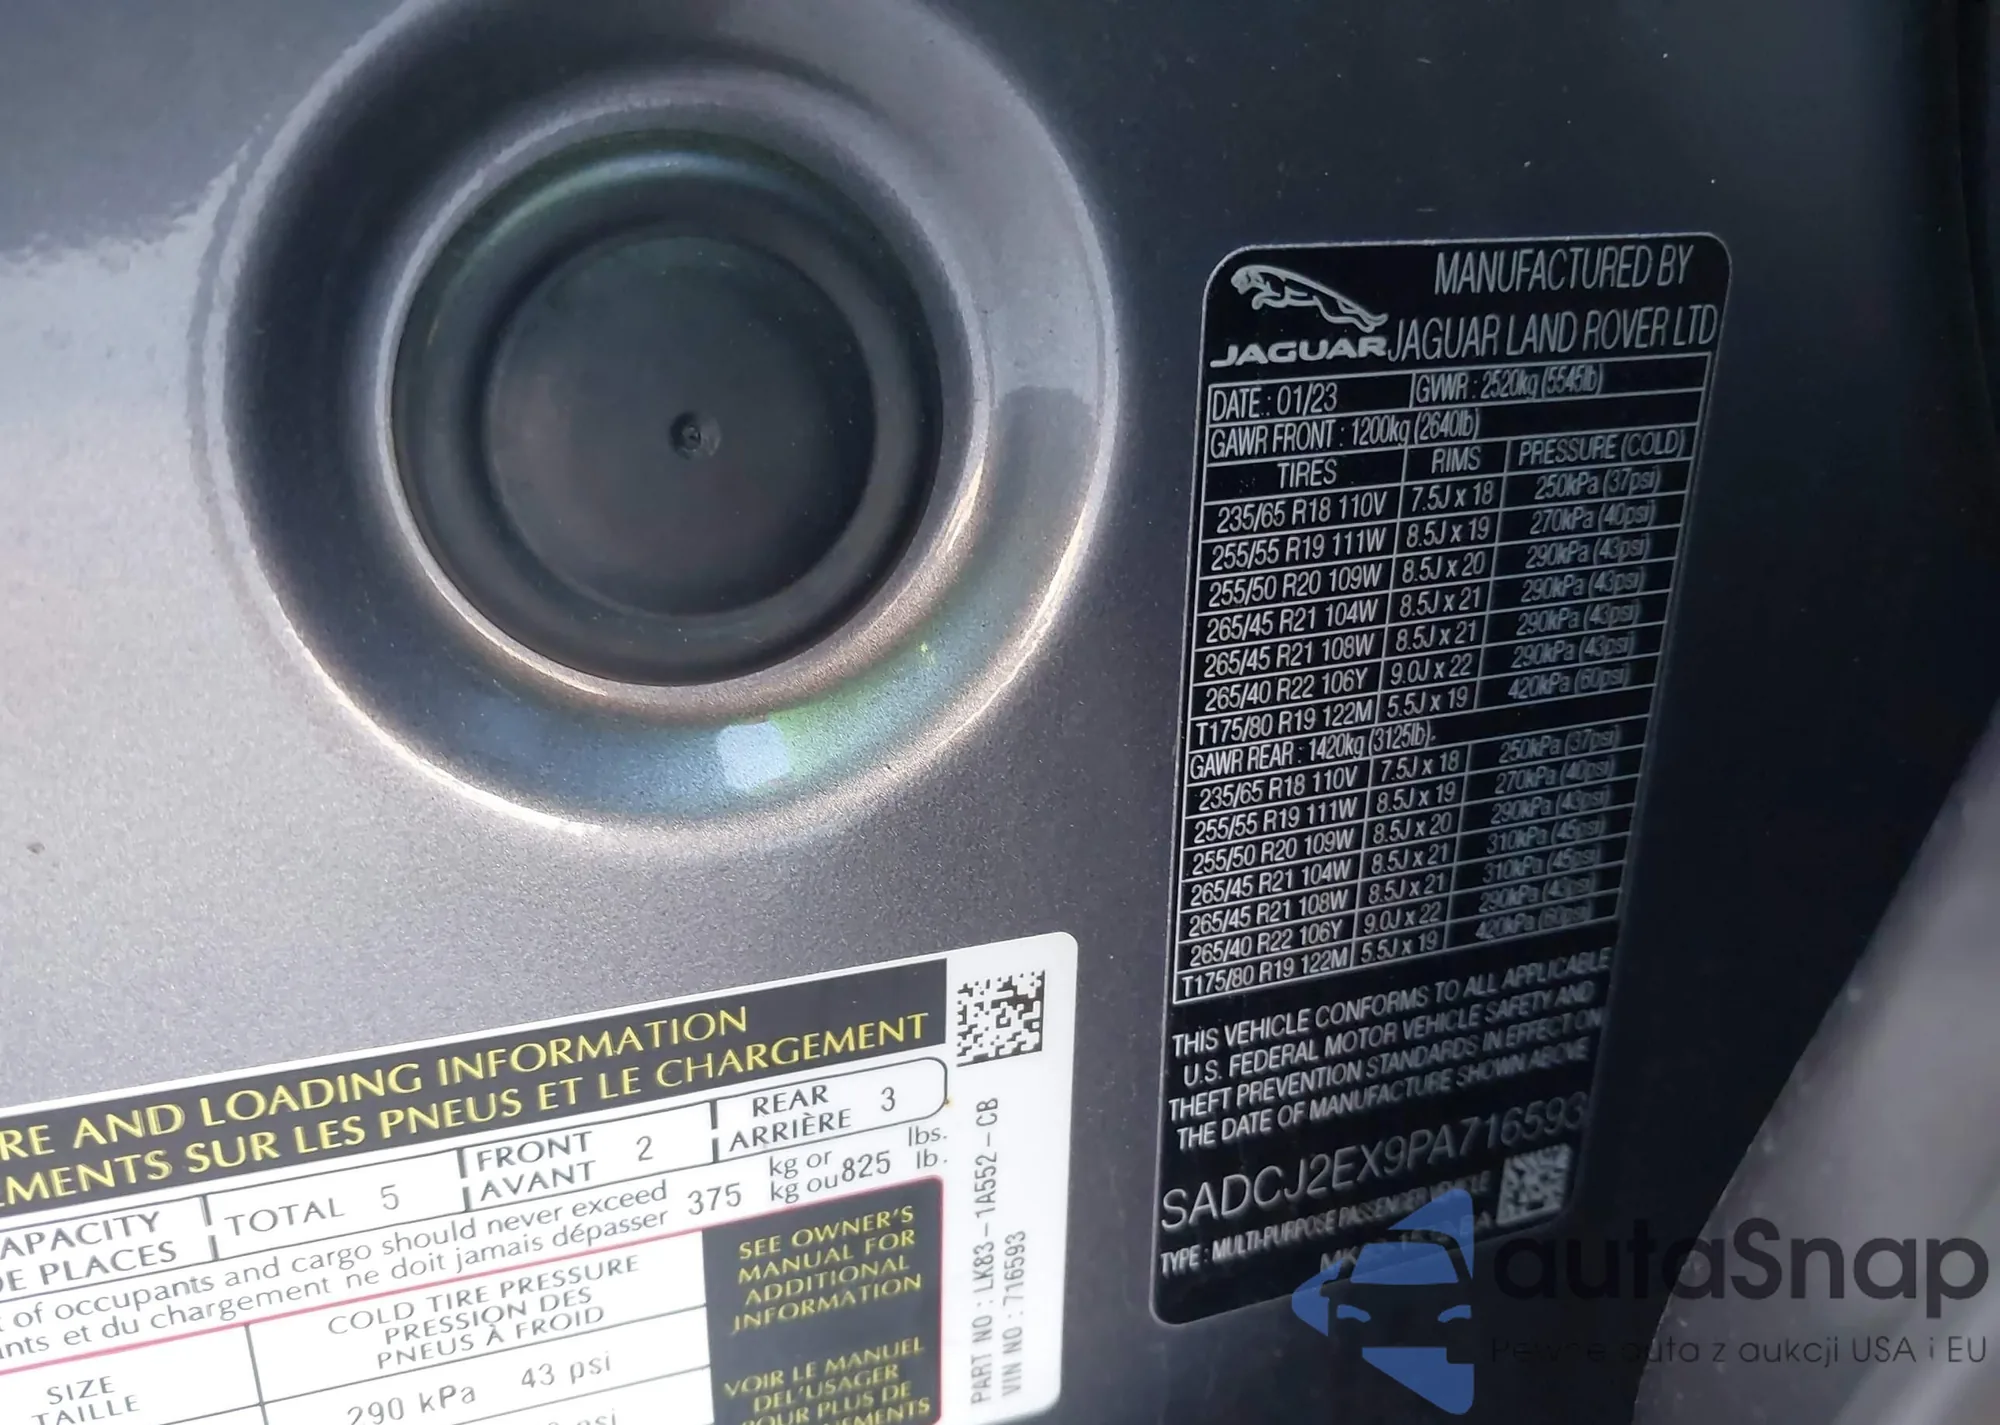 JAGUAR
MANUFACTURED BY
JAGUAR LAND ROVER LTD
DATE.: 01/23 GVWR : 2520kg (5545lb)
GAWR FRONT : 1200kg (2640lb)
TIRES RIMS PRESSURE (COLD)
235/65 R18 110V 7.5J x 18 250kPa (37psi)
255/55 R19 111W 8.5J x 19 270kPa (40psi)
255/50 R20 109W 8.5J x 20 290kPa (43psi)
265/45 R21 104W 8.5J x 21 290kPa (43psi)
265/45 R21 108W 8.5J x 21 290kPa (43psi)
265/40 R22 106Y 9.0J x 22 290kPa (43psi)
T175/80 R19 122M 5.5J x 19 420kPa (60psi)
GAWR REAR : 1420kg (3125lb).
235/65 R18 110V 7.5J x 18 250kPa (37psi)
255/55 R19 111W 8.5J x 19 270kPa (40psi)
255/50 R20 109W 8.5J x 20 290kPa (43psi)
265/45 R21 104W 8.5J x 21 310kPa (45psi)
265/45 R21 108W 8.5J x 21 310kPa (45psi)
265/40 R22 106Y 9.0J x 22 290kPa (43psi)
T175/80 R19 122M 5.5J x 19 420kPa (60psi)
THIS VEHICLE CONFORMS TO ALL APPLICABLE
U.S. FEDERAL MOTOR VEHICLE SAFETY AND
THEFT PREVENTION STANDARDS IN EFFECT ON
THE DATE OF MANUFACTURE SHOWN ABOVE
SADCJ2EX9PA716593
TYPE : MULTI-PURPOSE PASSENGER VEHICLE
RE AND LOADING INFORMATION
EMENTS SUR LES PNEUS ET LE CHARGEMENT
APACITY TOTAL 5 FRONT 2 REAR 3
DE PLACES AVANT ARRIÈRE
of occupants and cargo should never exceed 375 kg or 825 lbs.
nts et du chargement ne doit jamais dépasser kg ou lb.
SIZE
TAILLE
COLD TIRE PRESSURE
PRESSION DES
PNEUS À FROID
290 kPa 43 psi
psi
SEE OWNER'S
MANUAL FOR
ADDITIONAL
INFORMATION
VOIR LE MANUEL
DEL'USAGER
POUR PLUS DE
NEMENTS
PART NO : LK83-1A552-CB
VIN NO : 716593
autaSnap
Pewne auta z aukcji USA i EU